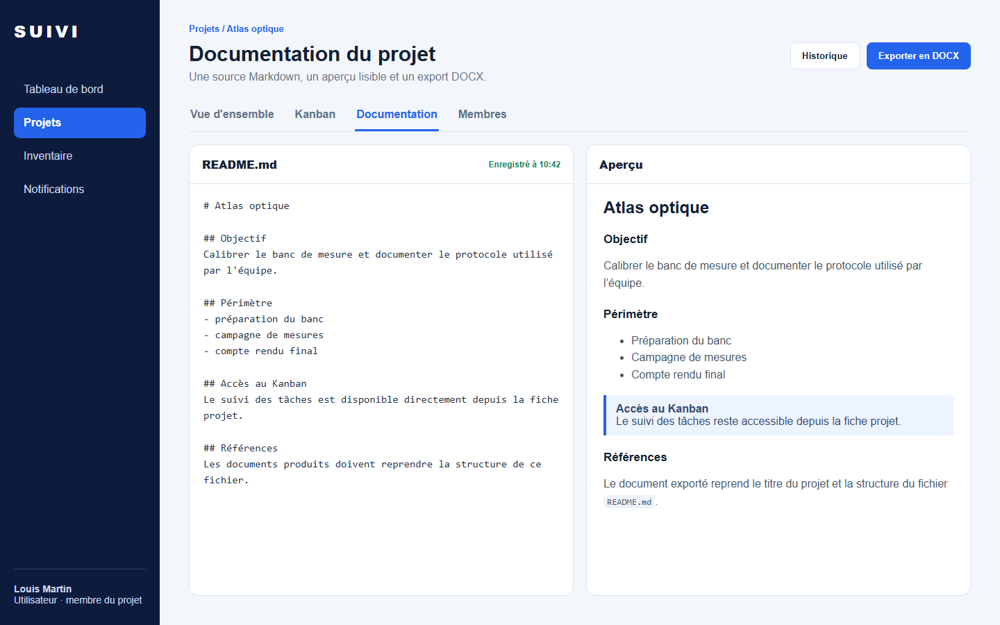 SUIVI
Tableau de bord
Projets
Inventaire
Notifications
Louis Martin
Utilisateur · membre du projet
Projets / Atlas optique
Documentation du projet
Une source Markdown, un aperçu lisible et un export DOCX.
Historique
Exporter en DOCX
Vue d'ensemble
Kanban
Documentation
Membres
README.md
Enregistré à 10:42
# Atlas optique
## Objectif
Calibrer le banc de mesure et documenter le protocole utilisé
par l'équipe.
## Périmètre
- préparation du banc
- campagne de mesures
- compte rendu final
## Accès au Kanban
Le suivi des tâches est disponible directement depuis la fiche
projet.
## Références
Les documents produits doivent reprendre la structure de ce
fichier.
Aperçu
Atlas optique
Objectif
Calibrer le banc de mesure et documenter le protocole utilisé par
l’équipe.
Périmètre
• Préparation du banc
• Campagne de mesures
• Compte rendu final
Accès au Kanban
Le suivi des tâches reste accessible depuis la fiche projet.
Références
Le document exporté reprend le titre du projet et la structure du fichier
README.md.